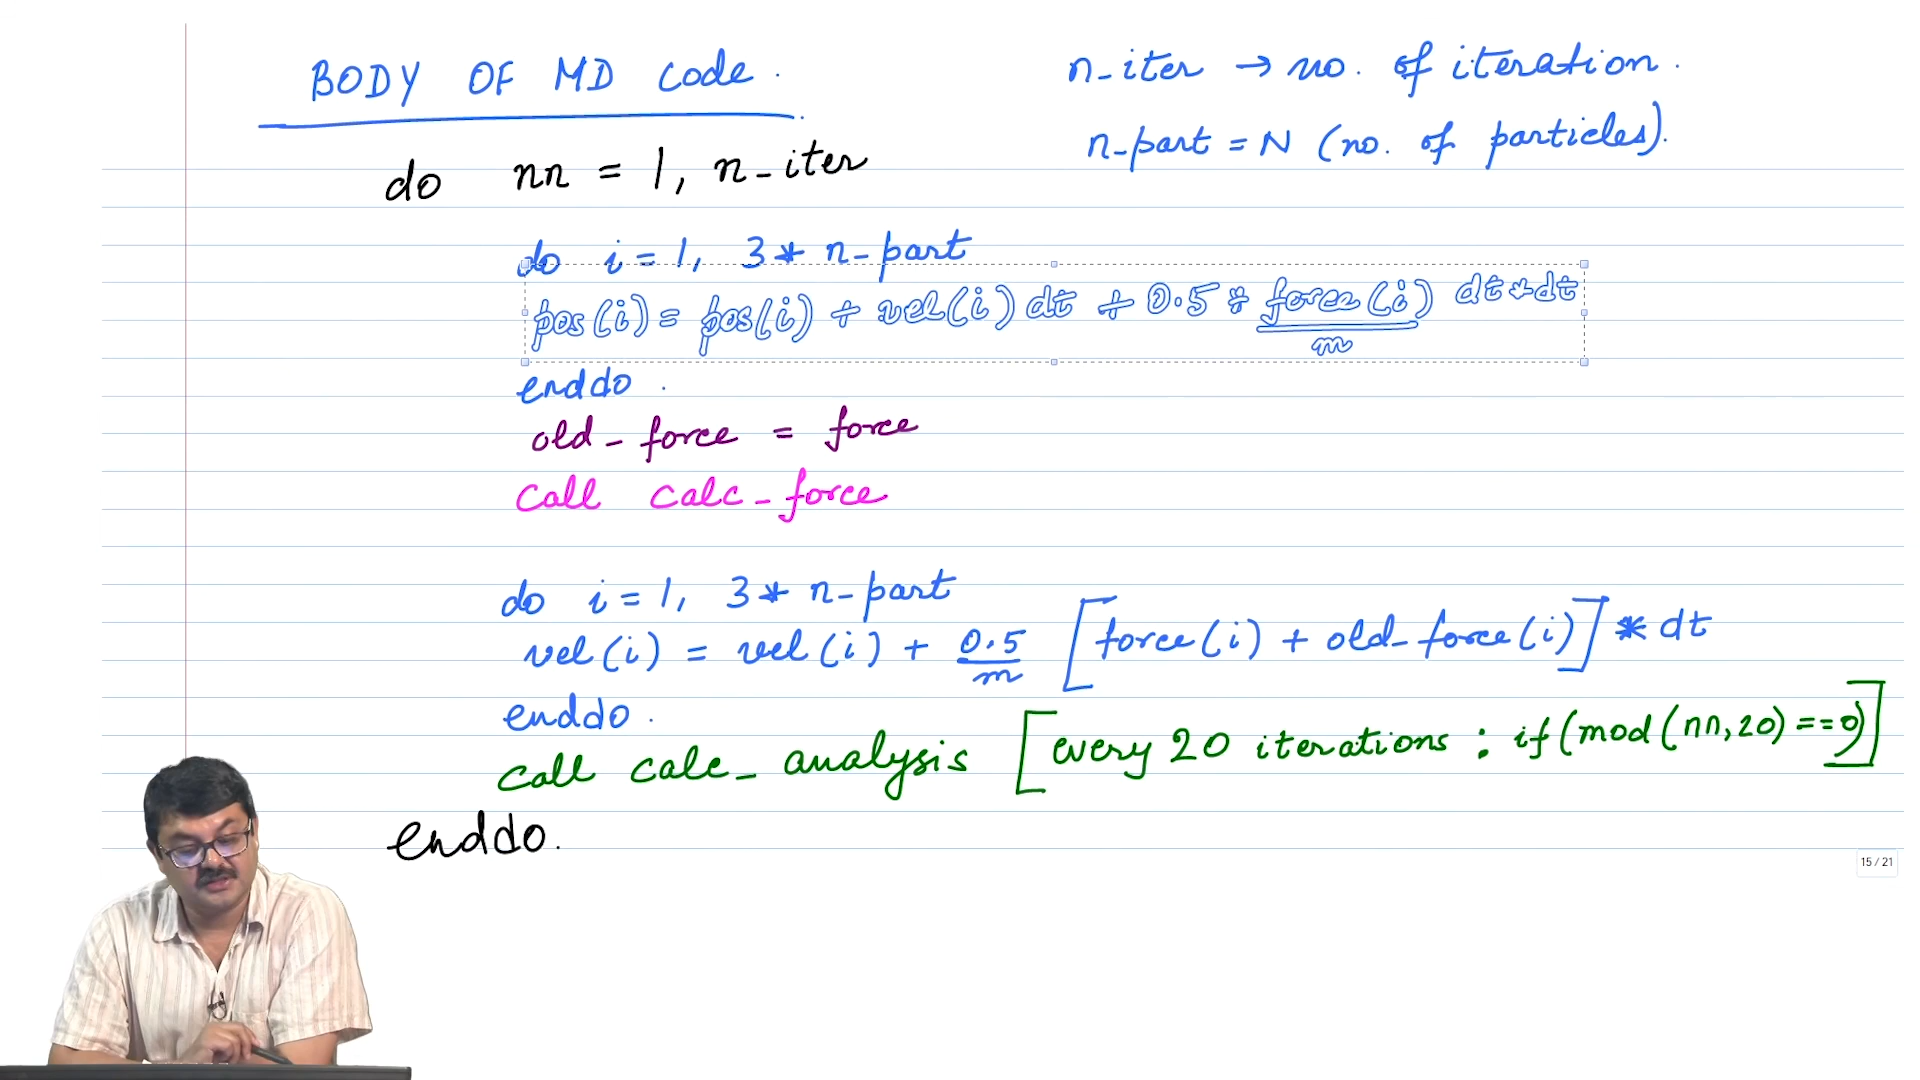 BODY OF MD Code.
n-iter → no. of iteration.
n-part = N (no. of particles).
do nn = 1, n-iter
do i = 1, 3* n-part
pos(i) = pos(i) + vel(i) dt + 0.5 * force(i)/m dt*dt
enddo.
old-force = force
call calc-force
do i = 1, 3* n-part
vel(i) = vel(i) + 0.5/m [force(i) + old-force(i)] * dt
enddo.
call calc-analysis [every 20 iterations : if(mod(nn,20)==0)]
enddo.
15 / 21